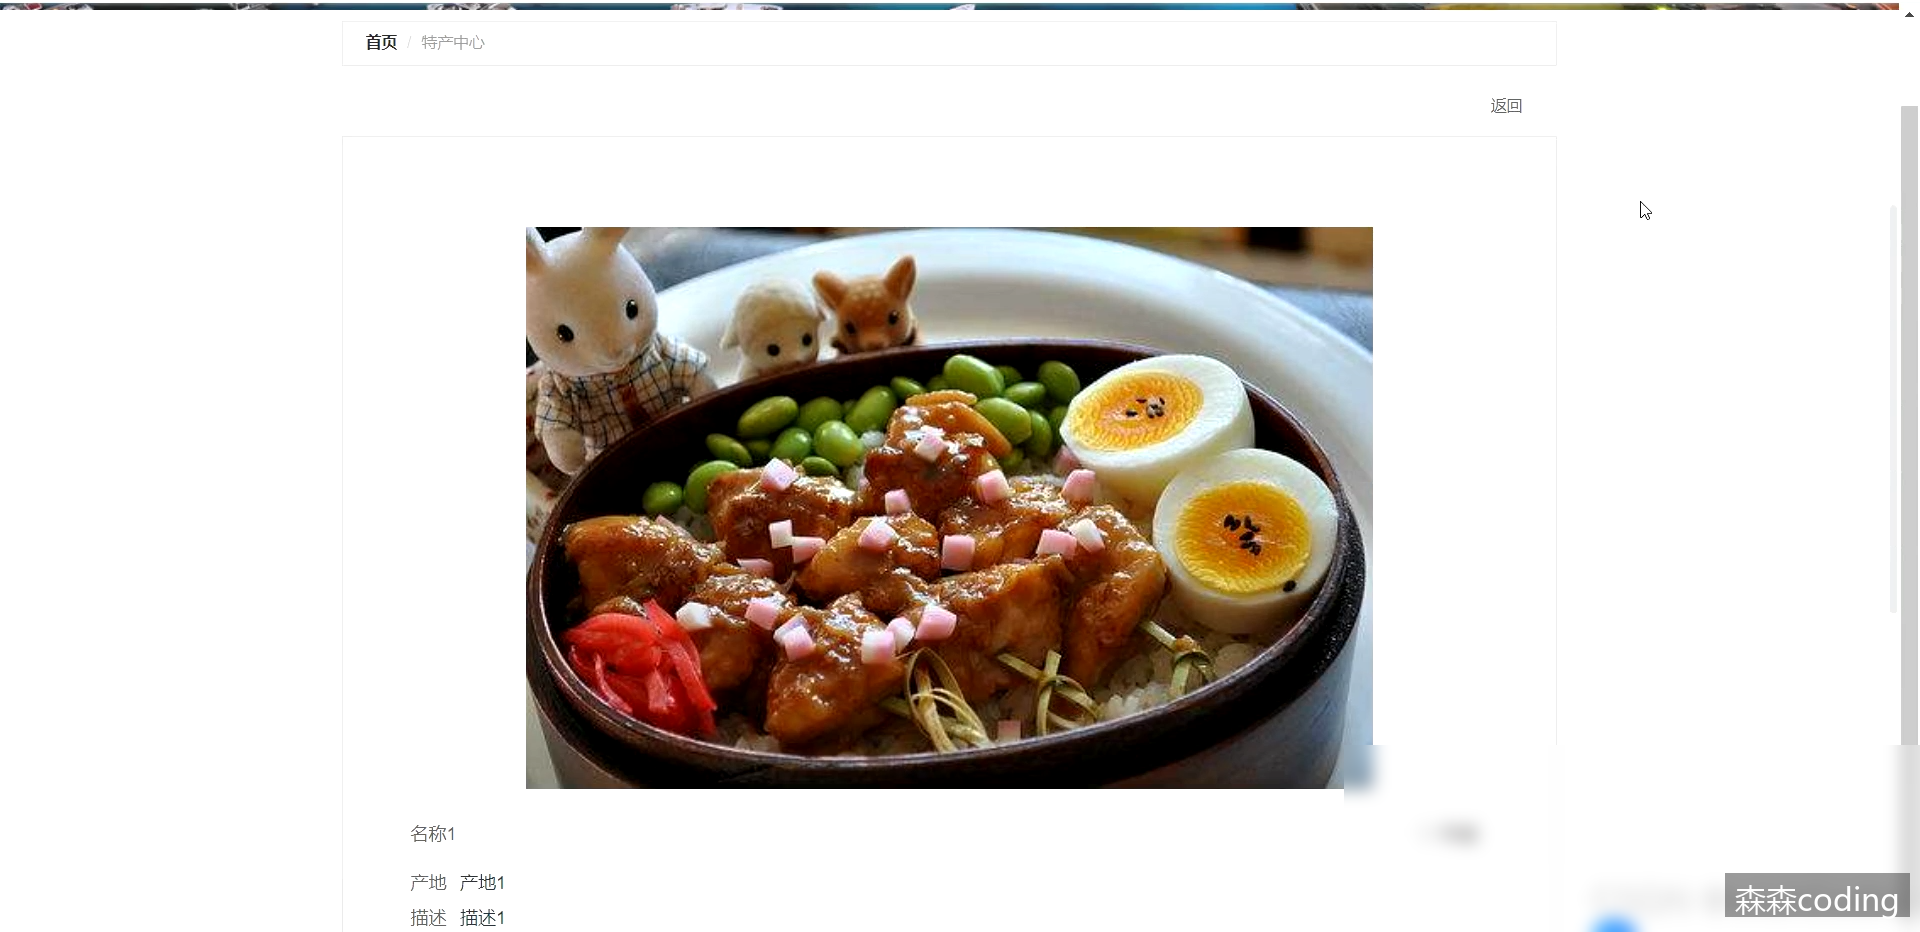 首页 / 特产中心
返回
名称1
产地 产地1
描述 描述1
森森coding